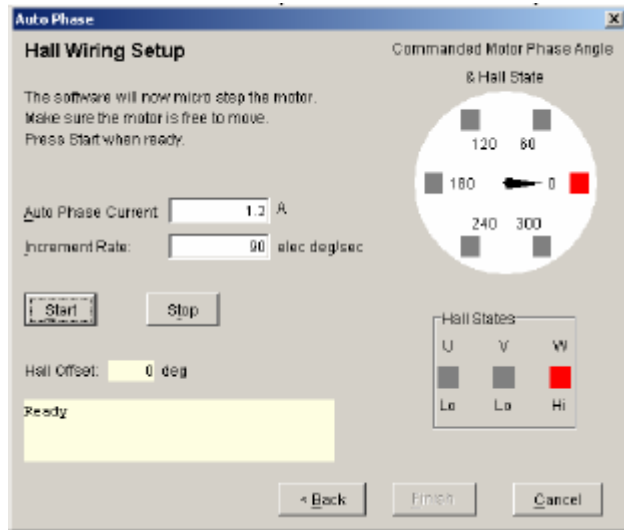 Auto Phase
Hall Wiring Setup
The software will now micro step the motor.
Make sure the motor is free to move.
Press Start when ready.
Auto Phase Current 1.2 A
Increment Rate: 90 elec deg/sec
Start Stop
Hall Offset: 0 deg
Ready
Commanded Motor Phase Angle
& Hall State
120 60
180 0
240 300
Hall States
U V W
Lo Lo Hi
< Back Finish Cancel